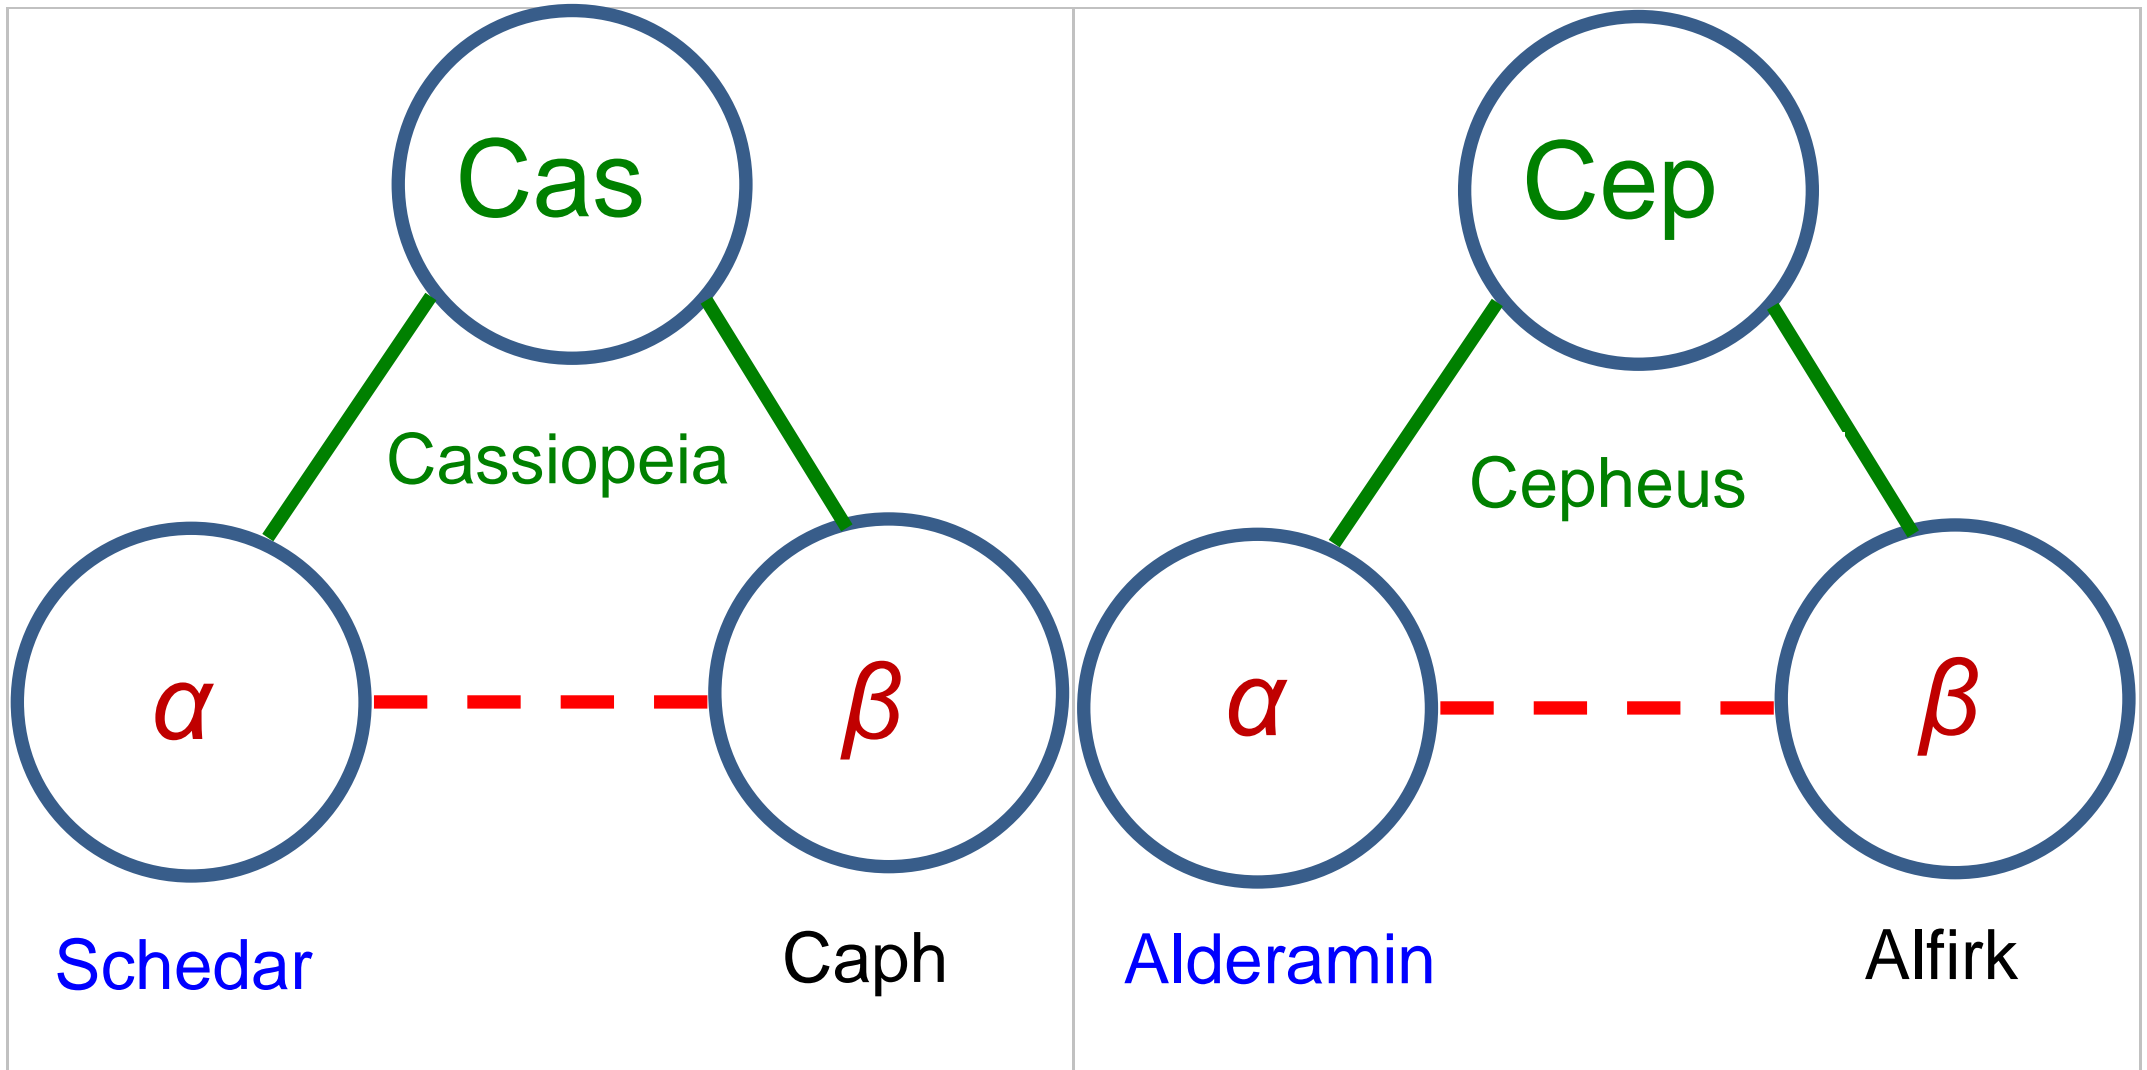 Cas
Cassiopeia
α
β
Schedar
Caph
Cep
Cepheus
α
β
Alderamin
Alfirk